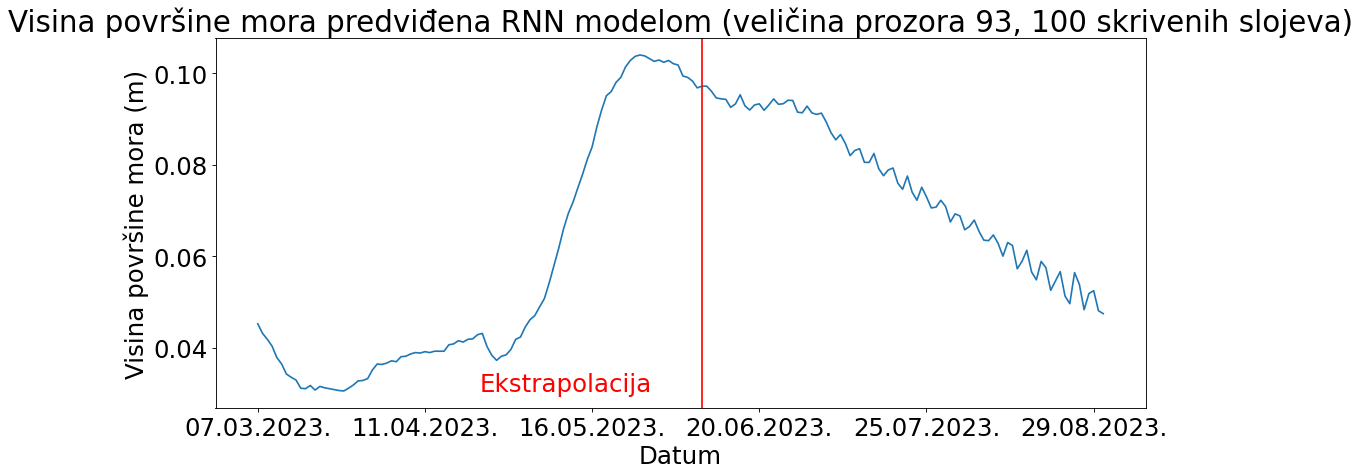 Visina površine mora predviđena RNN modelom (veličina prozora 93, 100 skrivenih slojeva)
Visina površine mora (m)
0.10
0.08
0.06
0.04
Ekstrapolacija
07.03.2023. 11.04.2023. 16.05.2023. 20.06.2023. 25.07.2023. 29.08.2023.
Datum